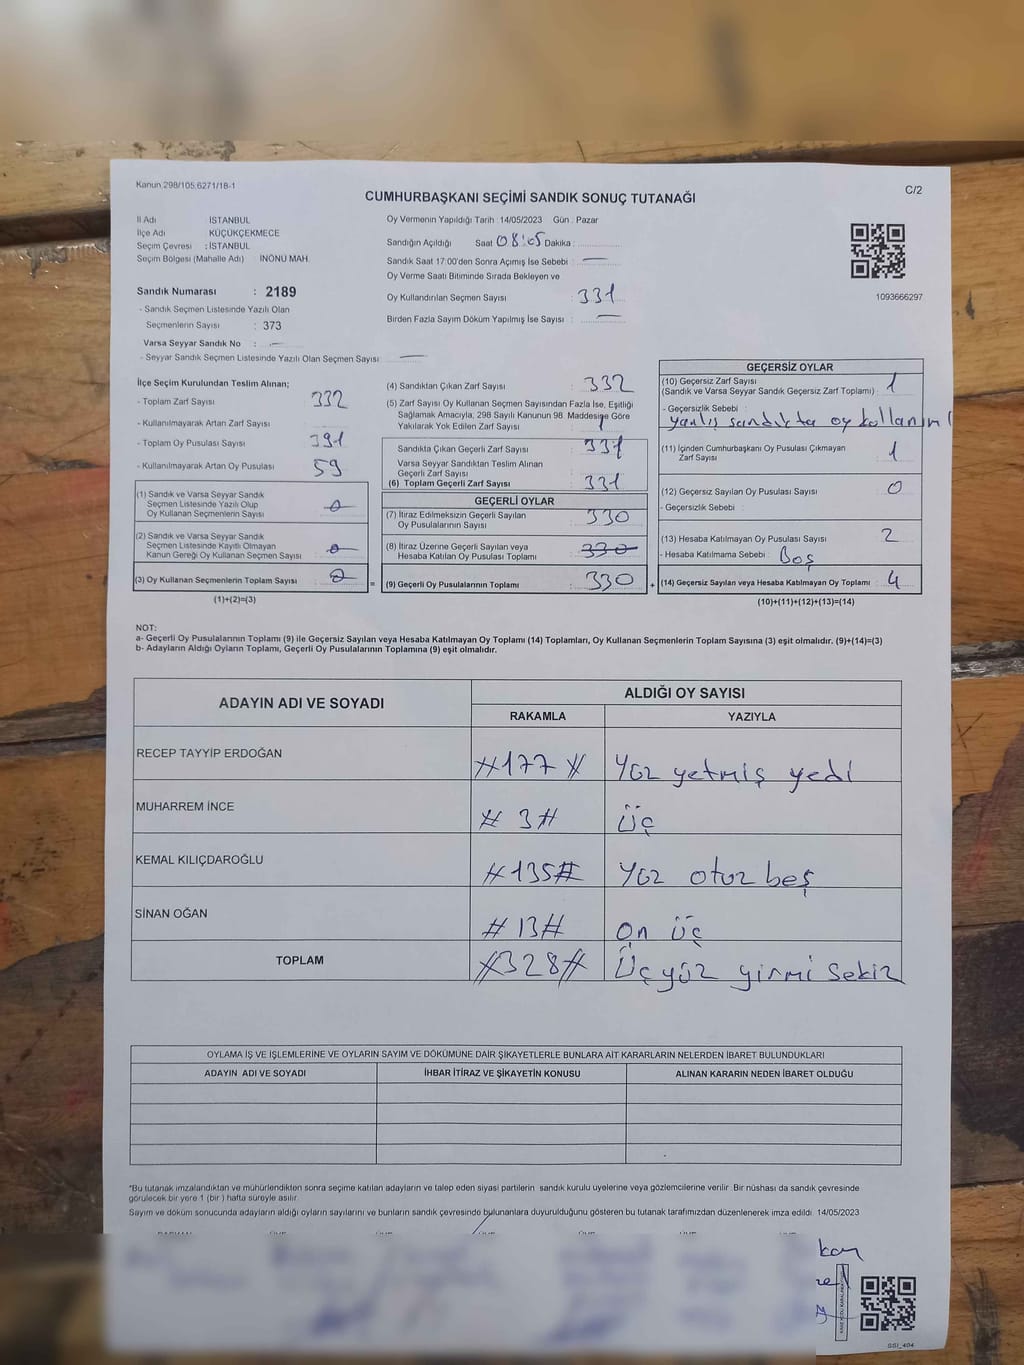 Kanun 298/105.6271/18-1
CUMHURBAŞKANI SEÇİMİ SANDIK SONUÇ TUTANAĞI
C/2
İl Adı İSTANBUL
İlçe Adı KÜÇÜKÇEKMECE
Seçim Çevresi : İSTANBUL
Seçim Bölgesi (Mahalle Adı) İNÖNÜ MAH.
Sandık Numarası : 2189
- Sandık Seçmen Listesinde Yazılı Olan
Seçmenlerin Sayısı : 373
Varsa Seyyar Sandık No : —
- Seyyar Sandık Seçmen Listesinde Yazılı Olan Seçmen Sayısı —
Oy Vermenin Yapıldığı Tarih : 14/05/2023 Gün : Pazar
Sandığın Açıldığı Saat 08:05 Dakika :
Sandık Saat 17:00'den Sonra Açımış İse Sebebi : —
Oy Verme Saati Bitiminde Sırada Bekleyen ve
Oy Kullandırılan Seçmen Sayısı : 331
Birden Fazla Sayım Döküm Yapılmış İse Sayısı : —
1093666297
İlçe Seçim Kurulundan Teslim Alınan;
- Toplam Zarf Sayısı : 332
- Kullanılmayarak Artan Zarf Sayısı :
- Toplam Oy Pusulası Sayısı : 391
- Kullanılmayarak Artan Oy Pusulası : 59
(1) Sandık ve Varsa Seyyar Sandık
Seçmen Listesinde Yazılı Olup
Oy Kullanan Seçmenlerin Sayısı : 0
(2) Sandık ve Varsa Seyyar Sandık
Seçmen Listesinde Kayıtlı Olmayan
Kanun Gereği Oy Kullanan Seçmen Sayısı : 0
(3) Oy Kullanan Seçmenlerin Toplam Sayısı : 0 =
(1)+(2)=(3)
(4) Sandıktan Çıkan Zarf Sayısı : 332
(5) Zarf Sayısı Oy Kullanan Seçmen Sayısından Fazla İse, Eşitliği
Sağlamak Amacıyla, 298 Sayılı Kanunun 98. Maddesine Göre
Yakılarak Yok Edilen Zarf Sayısı : 1
Sandıkta Çıkan Geçerli Zarf Sayısı : 331
Varsa Seyyar Sandıktan Teslim Alınan
Geçerli Zarf Sayısı :
(6) Toplam Geçerli Zarf Sayısı : 331
GEÇERLİ OYLAR
(7) İtiraz Edilmeksizin Geçerli Sayılan
Oy Pusulalarının Sayısı : 330
(8) İtiraz Üzerine Geçerli Sayılan veya
Hesaba Katılan Oy Pusulası Toplamı : 330
(9) Geçerli Oy Pusulalarının Toplamı : 330 +
GEÇERSİZ OYLAR
(10) Geçersiz Zarf Sayısı
(Sandık ve Varsa Seyyar Sandık Geçersiz Zarf Toplamı) : 1
- Geçersizlik Sebebi :
yanlış sandıkta oy
(11) İçinden Cumhurbaşkanı Oy Pusulası Çıkmayan
Zarf Sayısı : 1
(12) Geçersiz Sayılan Oy Pusulası Sayısı : 0
- Geçersizlik Sebebi :
(13) Hesaba Katılmayan Oy Pusulası Sayısı : 2
- Hesaba Katılmama Sebebi : Boş
(14) Geçersiz Sayılan veya Hesaba Katılmayan Oy Toplamı : 4
(10)+(11)+(12)+(13)=(14)
NOT:
a- Geçerli Oy Pusulalarının Toplamı (9) ile Geçersiz Sayılan veya Hesaba Katılmayan Oy Toplamı (14) Toplamları, Oy Kullanan Seçmenlerin Toplam Sayısına (3) eşit olmalıdır. (9)+(14)=(3)
b- Adayların Aldığı Oyların Toplamı, Geçerli Oy Pusulalarının Toplamına (9) eşit olmalıdır.
ADAYIN ADI VE SOYADI
ALDIĞI OY SAYISI
RAKAMLA YAZIYLA
RECEP TAYYİP ERDOĞAN #177# Yüz yetmiş yedi
MUHARREM İNCE #3# Üç
KEMAL KILIÇDAROĞLU #135# Yüz otuz beş
SİNAN OĞAN #13# On üç
TOPLAM #328# Üçyüz yirmi sekiz
OYLAMA İŞ VE İŞLEMLERİNE VE OYLARIN SAYIM VE DÖKÜMÜNE DAİR ŞİKAYETLERLE BUNLARA AİT KARARLARIN NELERDEN İBARET BULUNDUKLARI
ADAYIN ADI VE SOYADI İHBAR İTİRAZ VE ŞİKAYETİN KONUSU ALINAN KARARIN NEDEN İBARET OLDUĞU
*Bu tutanak imzalandıktan ve mühürlendikten sonra seçime katılan adayların ve talep eden siyasi partilerin sandık kurulu üyelerine veya gözlemcilerine verilir. Bir nüshası da sandık çevresinde
görülecek bir yere 1 (bir) hafta süreyle asılır.
Sayım ve döküm sonucunda adayların aldığı oyların sayılarını ve bunların sandık çevresinde bulunanlara duyurulduğunu gösteren bu tutanak tarafımızdan düzenlenerek imza edildi. 14/05/2023
SSİ_404